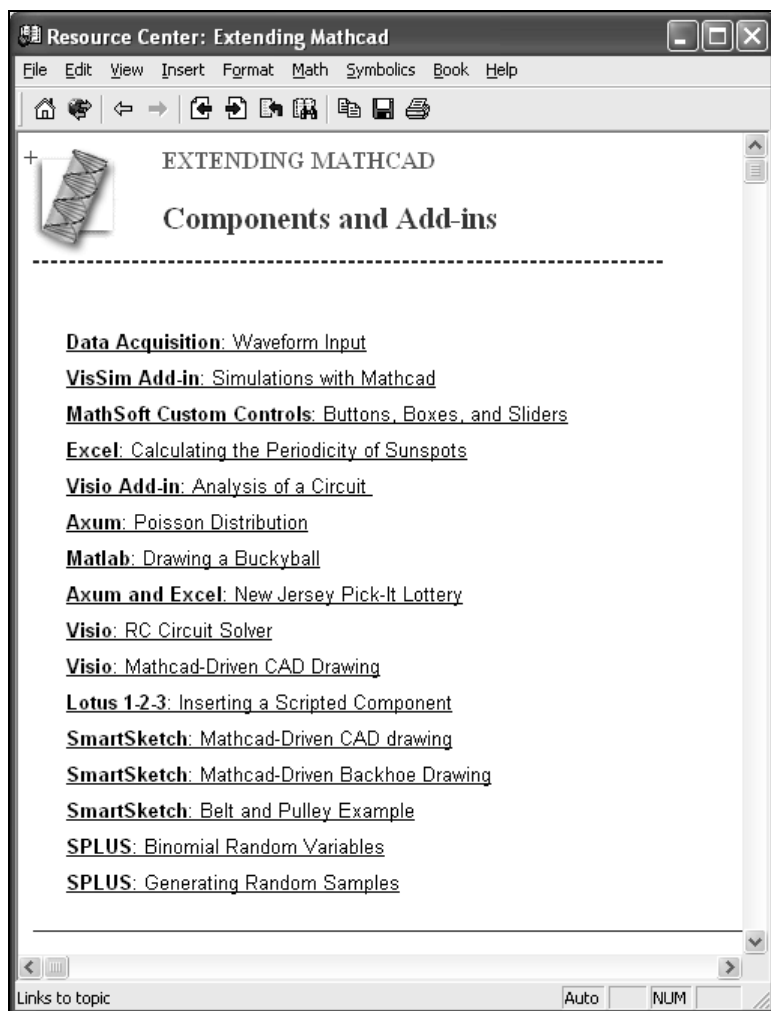 Resource Center: Extending Mathcad
File Edit View Insert Format Math Symbolics Book Help
EXTENDING MATHCAD
Components and Add-ins
Data Acquisition: Waveform Input
VisSim Add-in: Simulations with Mathcad
MathSoft Custom Controls: Buttons, Boxes, and Sliders
Excel: Calculating the Periodicity of Sunspots
Visio Add-in: Analysis of a Circuit
Axum: Poisson Distribution
Matlab: Drawing a Buckyball
Axum and Excel: New Jersey Pick-It Lottery
Visio: RC Circuit Solver
Visio: Mathcad-Driven CAD Drawing
Lotus 1-2-3: Inserting a Scripted Component
SmartSketch: Mathcad-Driven CAD drawing
SmartSketch: Mathcad-Driven Backhoe Drawing
SmartSketch: Belt and Pulley Example
SPLUS: Binomial Random Variables
SPLUS: Generating Random Samples
Links to topic Auto NUM